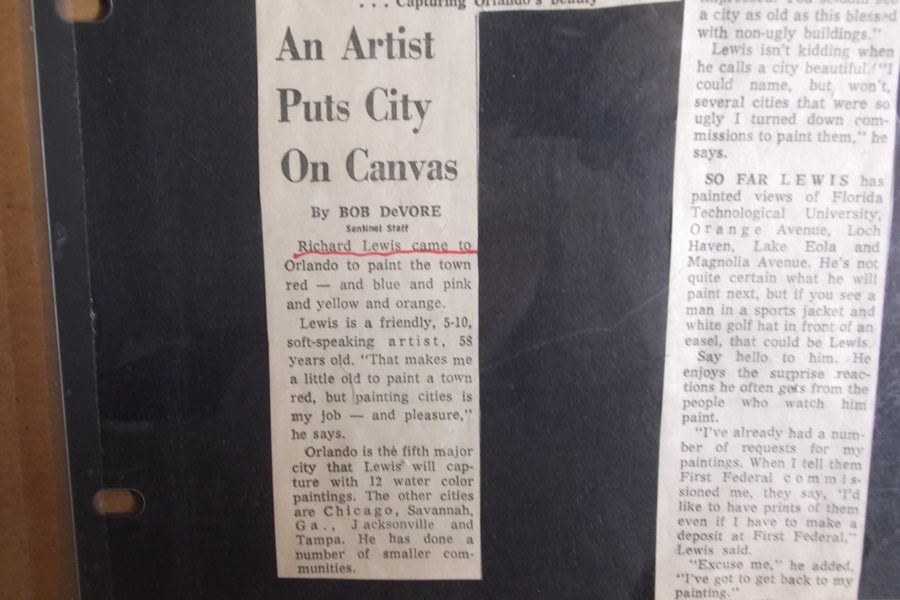 . . . Capturing Orlando's Beauty
An Artist
Puts City
On Canvas
By BOB DeVORE
Sentinel Staff
Richard Lewis came to
Orlando to paint the town
red — and blue and pink
and yellow and orange.
Lewis is a friendly, 5-10,
soft-speaking artist, 58
years old. "That makes me
a little old to paint a town
red, but painting cities is
my job — and pleasure,"
he says.
Orlando is the fifth major
city that Lewis will cap-
ture with 12 water color
paintings. The other cities
are Chicago, Savannah,
Ga., Jacksonville and
Tampa. He has done a
number of smaller com-
munities.
impressed. You seldom see
a city as old as this blessed
with non-ugly buildings."
Lewis isn't kidding when
he calls a city beautiful. "I
could name, but won't,
several cities that were so
ugly I turned down com-
missions to paint them," he
says.
SO FAR LEWIS has
painted views of Florida
Technological University,
Orange Avenue, Loch
Haven, Lake Eola and
Magnolia Avenue. He's not
quite certain what he will
paint next, but if you see a
man in a sports jacket and
white golf hat in front of an
easel, that could be Lewis.
Say hello to him. He
enjoys the surprise reac-
tions he often gets from the
people who watch him
paint.
"I've already had a num-
ber of requests for my
paintings. When I tell them
First Federal commis-
sioned me, they say, 'I'd
like to have prints of them
even if I have to make a
deposit at First Federal,"
Lewis said.
"Excuse me," he added,
"I've got to get back to my
painting."